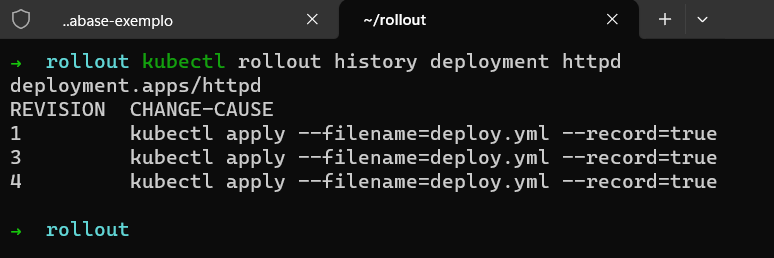 ..abase-exemplo ~/rollout
→ rollout kubectl rollout history deployment httpd
deployment.apps/httpd
REVISION CHANGE-CAUSE
1 kubectl apply --filename=deploy.yml --record=true
3 kubectl apply --filename=deploy.yml --record=true
4 kubectl apply --filename=deploy.yml --record=true
→ rollout